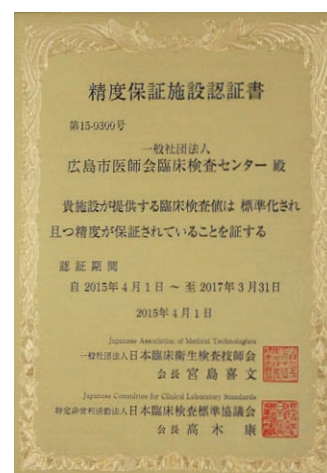 精度保証施設認証書
第15-0300号
一般社団法人
広島市医師会臨床検査センター 殿
貴施設が提供する臨床検査値は 標準化され
且つ精度が保証されていることを証する
認証期間
自 2015年4月1日 ～ 至 2017年3月31日
2015年4月1日
Japanese Association of Medical Technologists
一般社団法人日本臨床衛生検査技師会
会長 宮島喜文
Japanese Committee for Clinical Laboratory Standards
特定非営利活動法人日本臨床検査標準協議会
会長 高木 康